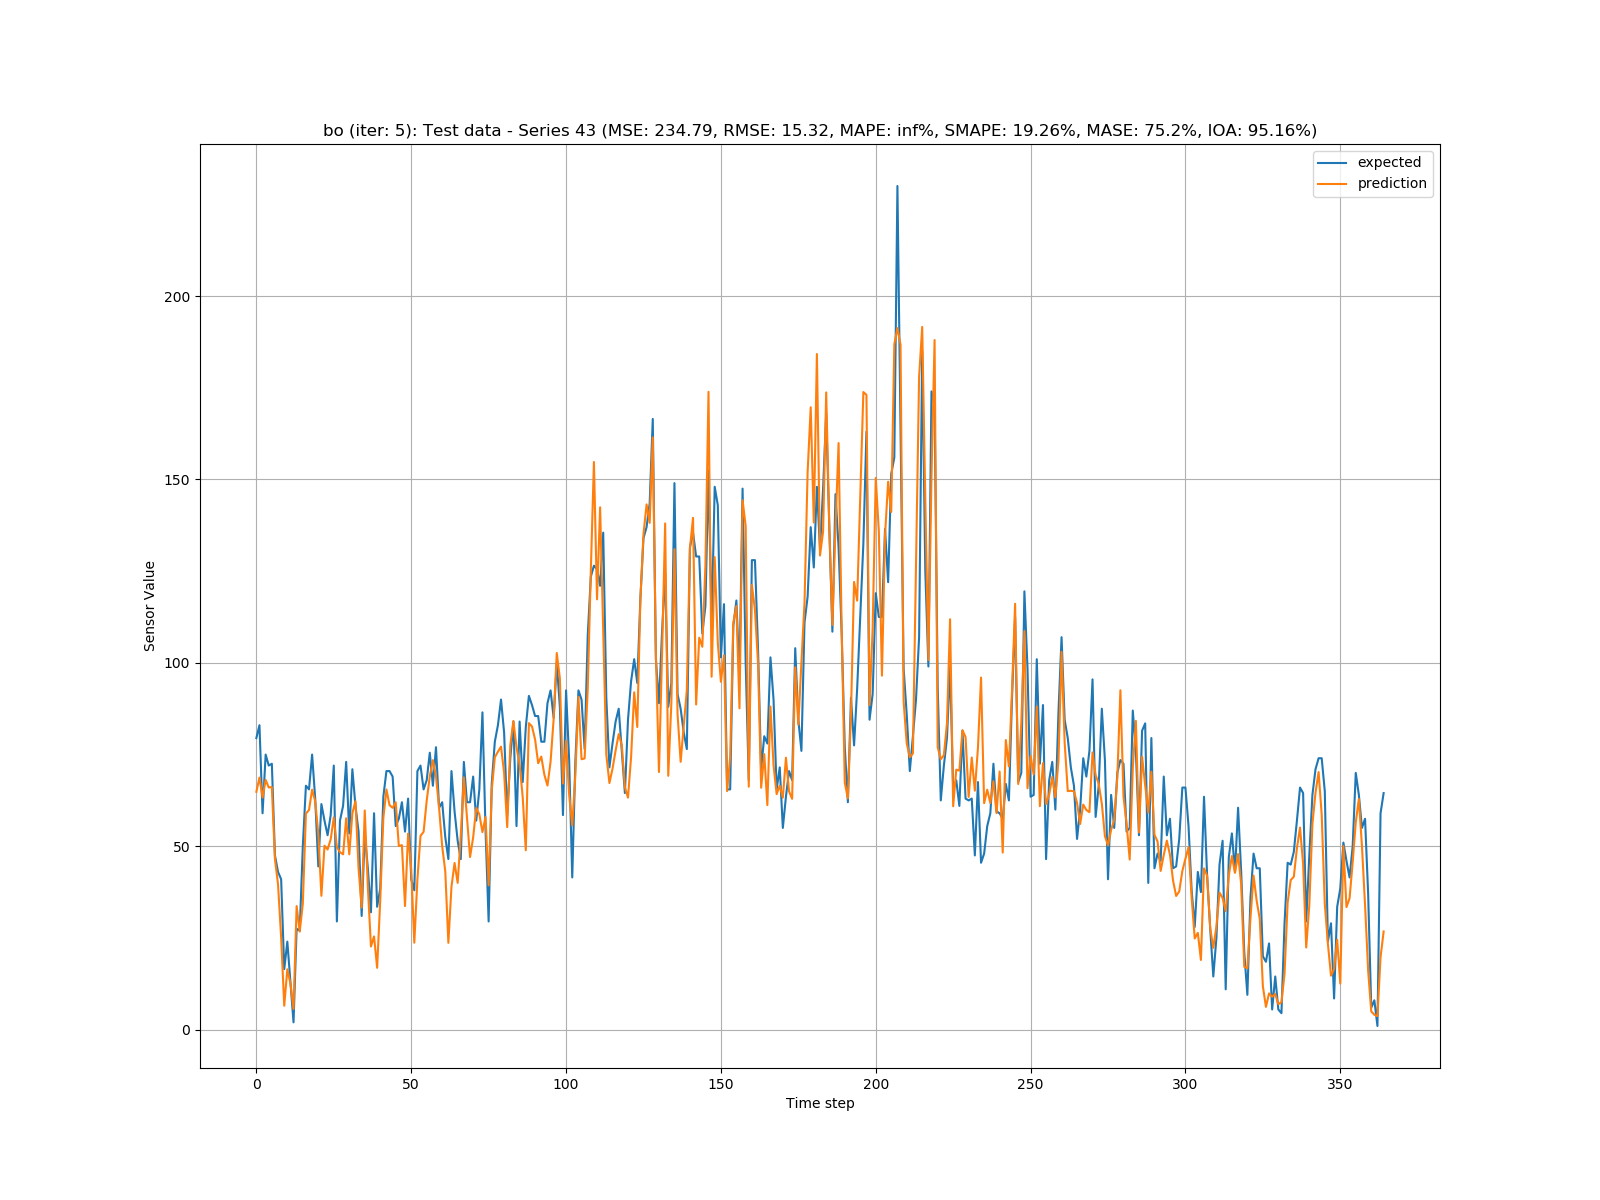 bo (iter: 5): Test data - Series 43 (MSE: 234.79, RMSE: 15.32, MAPE: inf%, SMAPE: 19.26%, MASE: 75.2%, IOA: 95.16%)
expected
prediction
200
150
100
50
0
Sensor Value
0 50 100 150 200 250 300 350
Time step